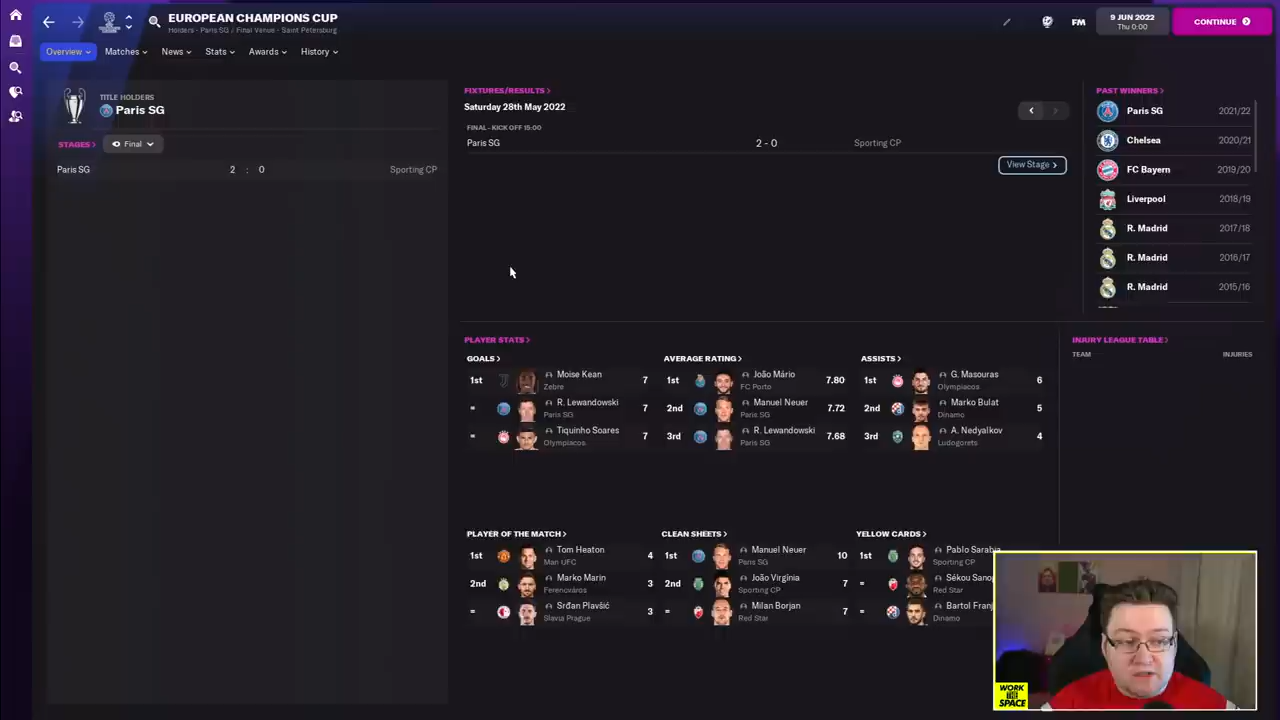 EUROPEAN CHAMPIONS CUP
Holders - Paris SG / Final Venue - Saint Petersburg
FM
9 JUN 2022
Thu 0:00
CONTINUE
Overview
Matches
News
Stats
Awards
History
TITLE HOLDERS
Paris SG
STAGES
Final
Paris SG 2 : 0 Sporting CP
FIXTURES/RESULTS
Saturday 28th May 2022
FINAL - KICK OFF 15:00
Paris SG 2 - 0 Sporting CP
View Stage
PAST WINNERS
Paris SG 2021/22
Chelsea 2020/21
FC Bayern 2019/20
Liverpool 2018/19
R. Madrid 2017/18
R. Madrid 2016/17
R. Madrid 2015/16
PLAYER STATS
GOALS
1st Moise Kean 7
Zebre
= R. Lewandowski 7
Paris SG
= Tiquinho Soares 7
Olympiacos
AVERAGE RATING
1st João Mário 7.80
FC Porto
2nd Manuel Neuer 7.72
Paris SG
3rd R. Lewandowski 7.68
Paris SG
ASSISTS
1st G. Masouras 6
Olympiacos
2nd Marko Bulat 5
Dinamo
3rd A. Nedyalkov 4
Ludogorets
INJURY LEAGUE TABLE
TEAM INJURIES
PLAYER OF THE MATCH
1st Tom Heaton 4
Man UFC
2nd Marko Marin 3
Ferencváros
= Srđan Plavšić 3
Slavia Prague
CLEAN SHEETS
1st Manuel Neuer 10
Paris SG
2nd João Virgínia 7
Sporting CP
= Milan Borjan 7
Red Star
YELLOW CARDS
1st Pablo Sarabia
Sporting CP
= Sékou Sanog
Red Star
= Bartol Franj
Dinamo
WORK
THE
SPACE